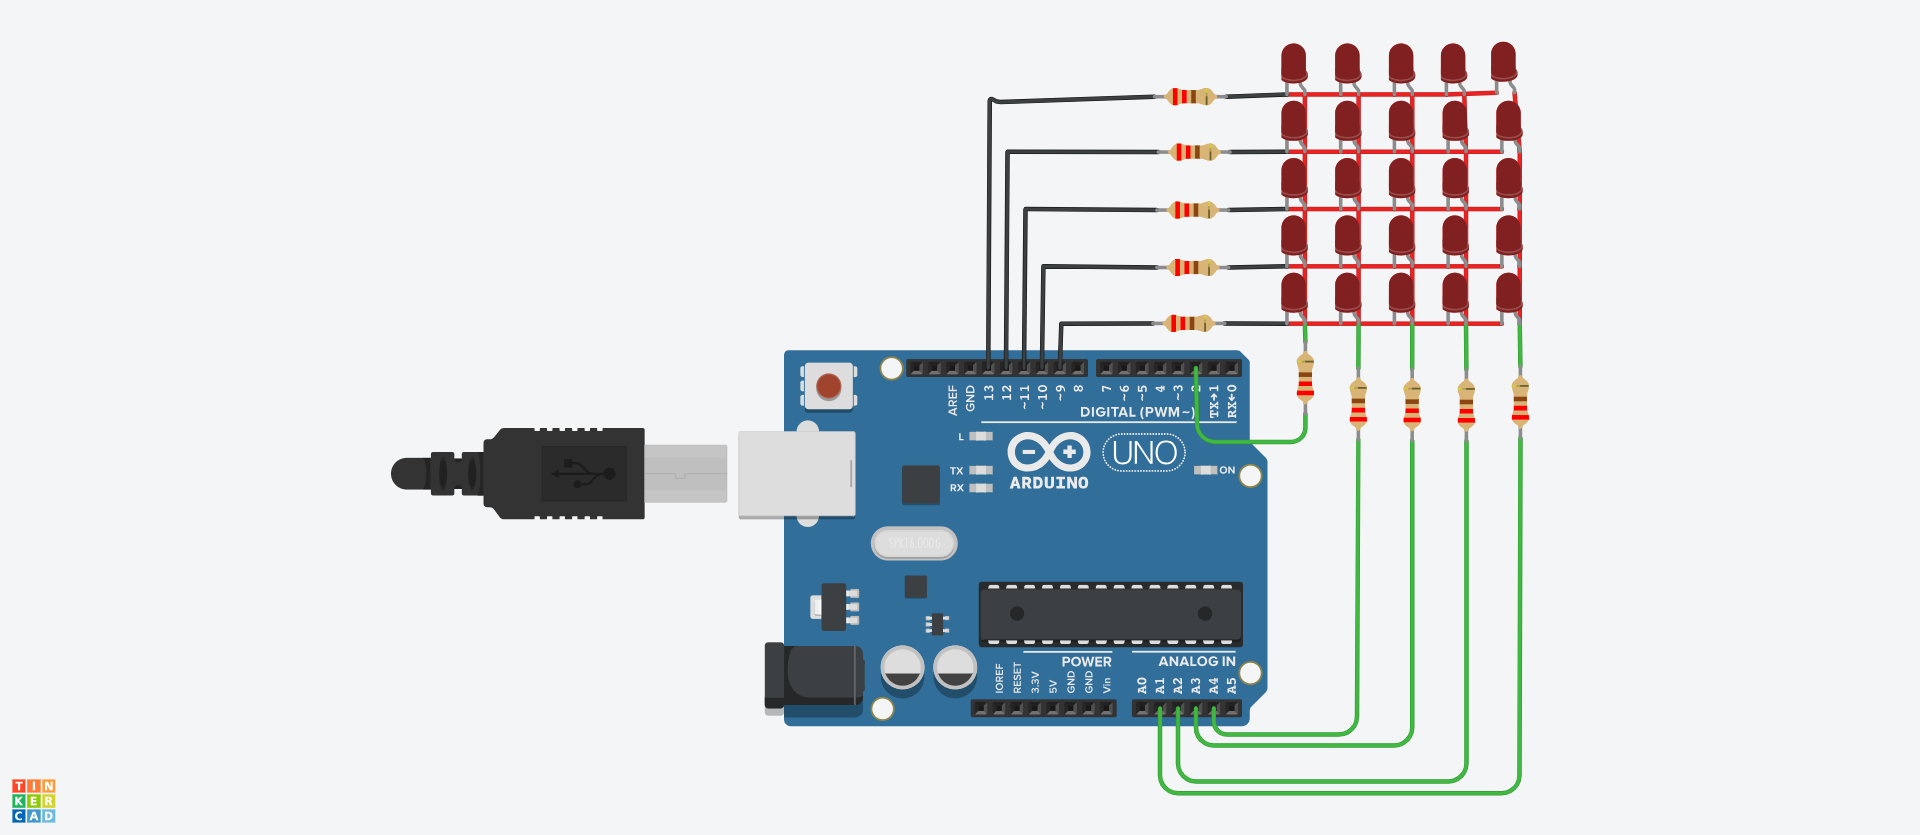 AREF
GND
13
12
~11
~10
~9
8
7
~6
~5
4
~3
TX→1
RX←0
DIGITAL (PWM~)
L
TX
RX
ARDUINO
UNO
ON
SPK16.000G
POWER
ANALOG IN
IOREF
RESET
3.3V
5V
GND
GND
Vin
A0
A1
A2
A3
A4
A5
TIN
KER
CAD